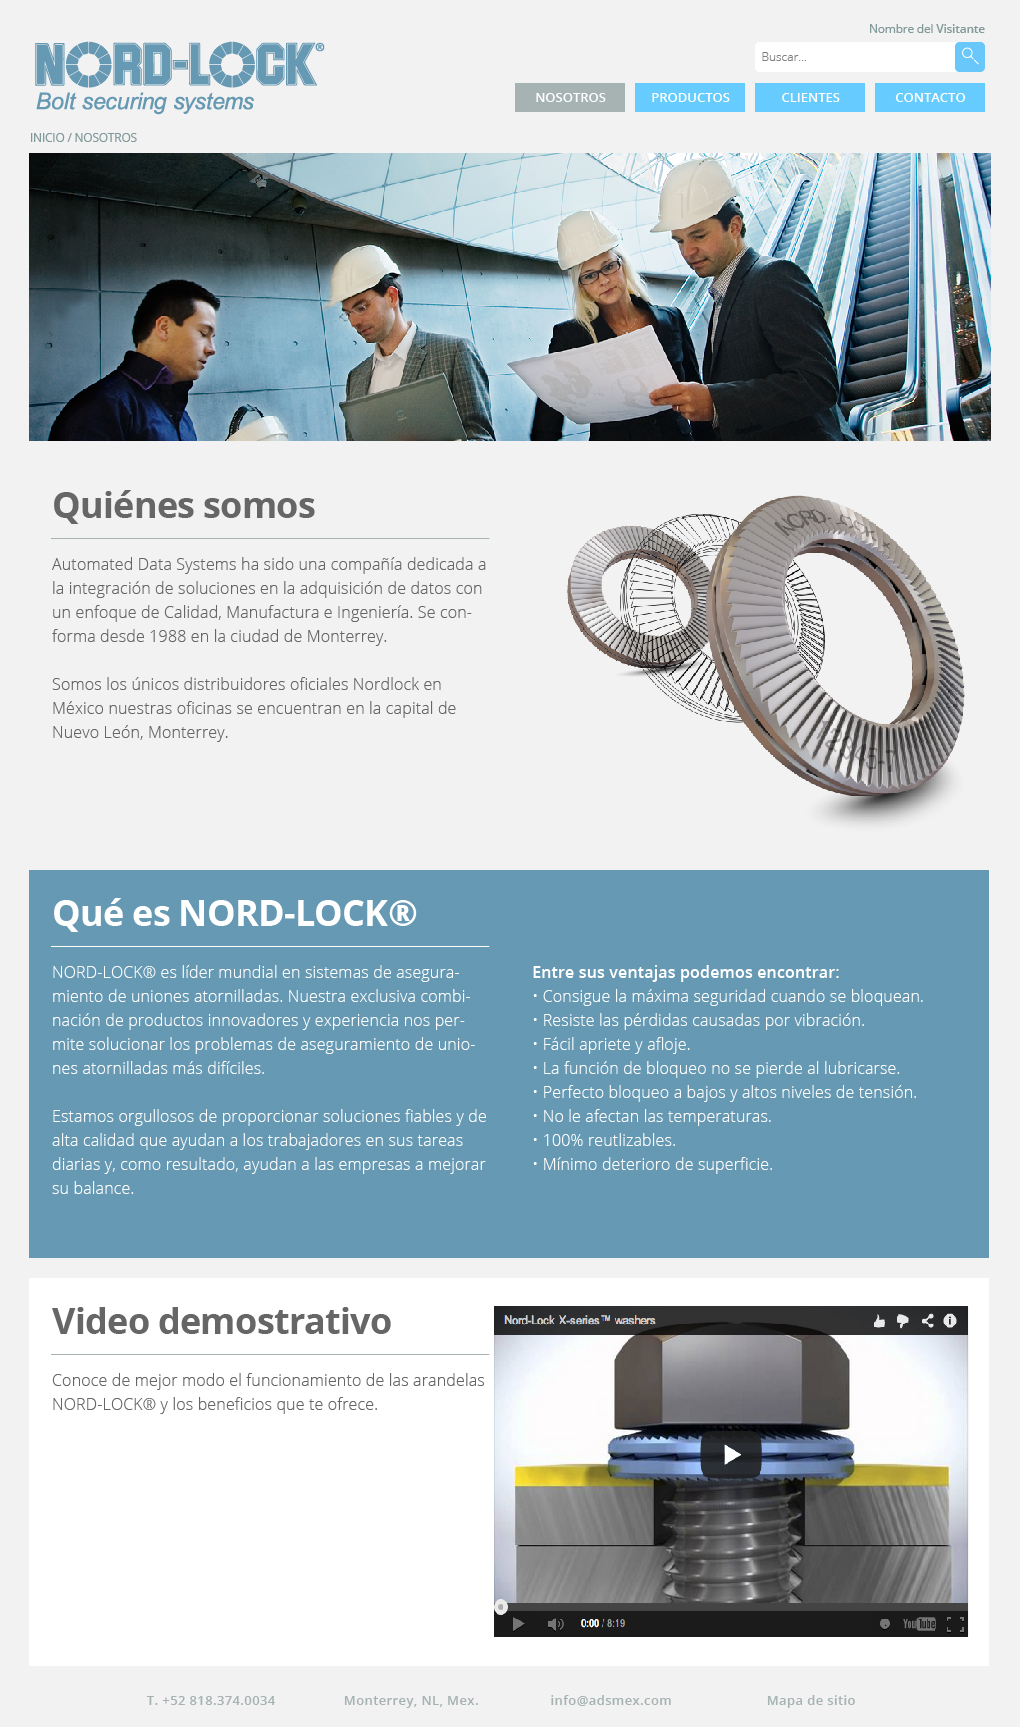 Nombre del Visitante
NORD-LOCK®
Bolt securing systems
Buscar...
NOSOTROS PRODUCTOS CLIENTES CONTACTO
INICIO / NOSOTROS
Quiénes somos
Automated Data Systems ha sido una compañía dedicada a
la integración de soluciones en la adquisición de datos con
un enfoque de Calidad, Manufactura e Ingeniería. Se con-
forma desde 1988 en la ciudad de Monterrey.
Somos los únicos distribuidores oficiales Nordlock en
México nuestras oficinas se encuentran en la capital de
Nuevo León, Monterrey.
Qué es NORD-LOCK®
NORD-LOCK® es líder mundial en sistemas de asegura-
miento de uniones atornilladas. Nuestra exclusiva combi-
nación de productos innovadores y experiencia nos per-
mite solucionar los problemas de aseguramiento de unio-
nes atornilladas más difíciles.
Estamos orgullosos de proporcionar soluciones fiables y de
alta calidad que ayudan a los trabajadores en sus tareas
diarias y, como resultado, ayudan a las empresas a mejorar
su balance.
Entre sus ventajas podemos encontrar:
• Consigue la máxima seguridad cuando se bloquean.
• Resiste las pérdidas causadas por vibración.
• Fácil apriete y afloje.
• La función de bloqueo no se pierde al lubricarse.
• Perfecto bloqueo a bajos y altos niveles de tensión.
• No le afectan las temperaturas.
• 100% reutlizables.
• Mínimo deterioro de superficie.
Video demostrativo
Conoce de mejor modo el funcionamiento de las arandelas
NORD-LOCK® y los beneficios que te ofrece.
Nord-Lock X-series™ washers
0:00 / 8:19
YouTube
T. +52 818.374.0034 Monterrey, NL, Mex. info@adsmex.com Mapa de sitio